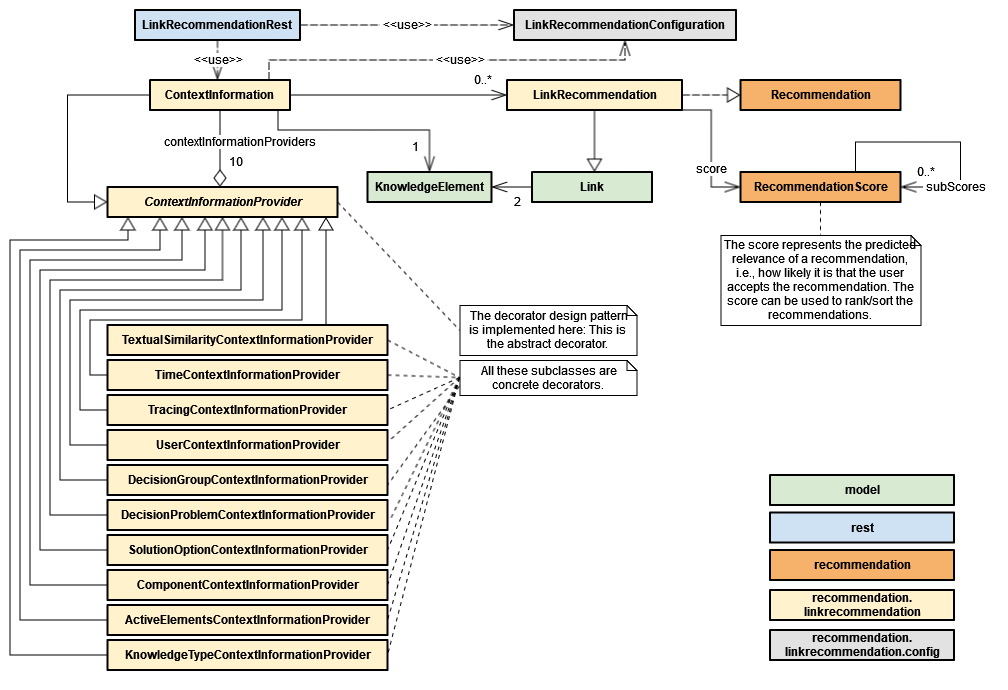 LinkRecommendationRest
<<use>>
LinkRecommendationConfiguration
<<use>>
<<use>>
ContextInformation
0..*
LinkRecommendation
Recommendation
contextInformationProviders
10
1
score
KnowledgeElement
2
Link
RecommendationScore
0..*
subScores
ContextInformationProvider
The score represents the predicted
relevance of a recommendation,
i.e., how likely it is that the user
accepts the recommendation. The
score can be used to rank/sort the
recommendations.
The decorator design pattern
is implemented here: This is
the abstract decorator.
All these subclasses are
concrete decorators.
TextualSimilarityContextInformationProvider
TimeContextInformationProvider
TracingContextInformationProvider
UserContextInformationProvider
DecisionGroupContextInformationProvider
DecisionProblemContextInformationProvider
SolutionOptionContextInformationProvider
ComponentContextInformationProvider
ActiveElementsContextInformationProvider
KnowledgeTypeContextInformationProvider
model
rest
recommendation
recommendation.
linkrecommendation
recommendation.
linkrecommendation.config